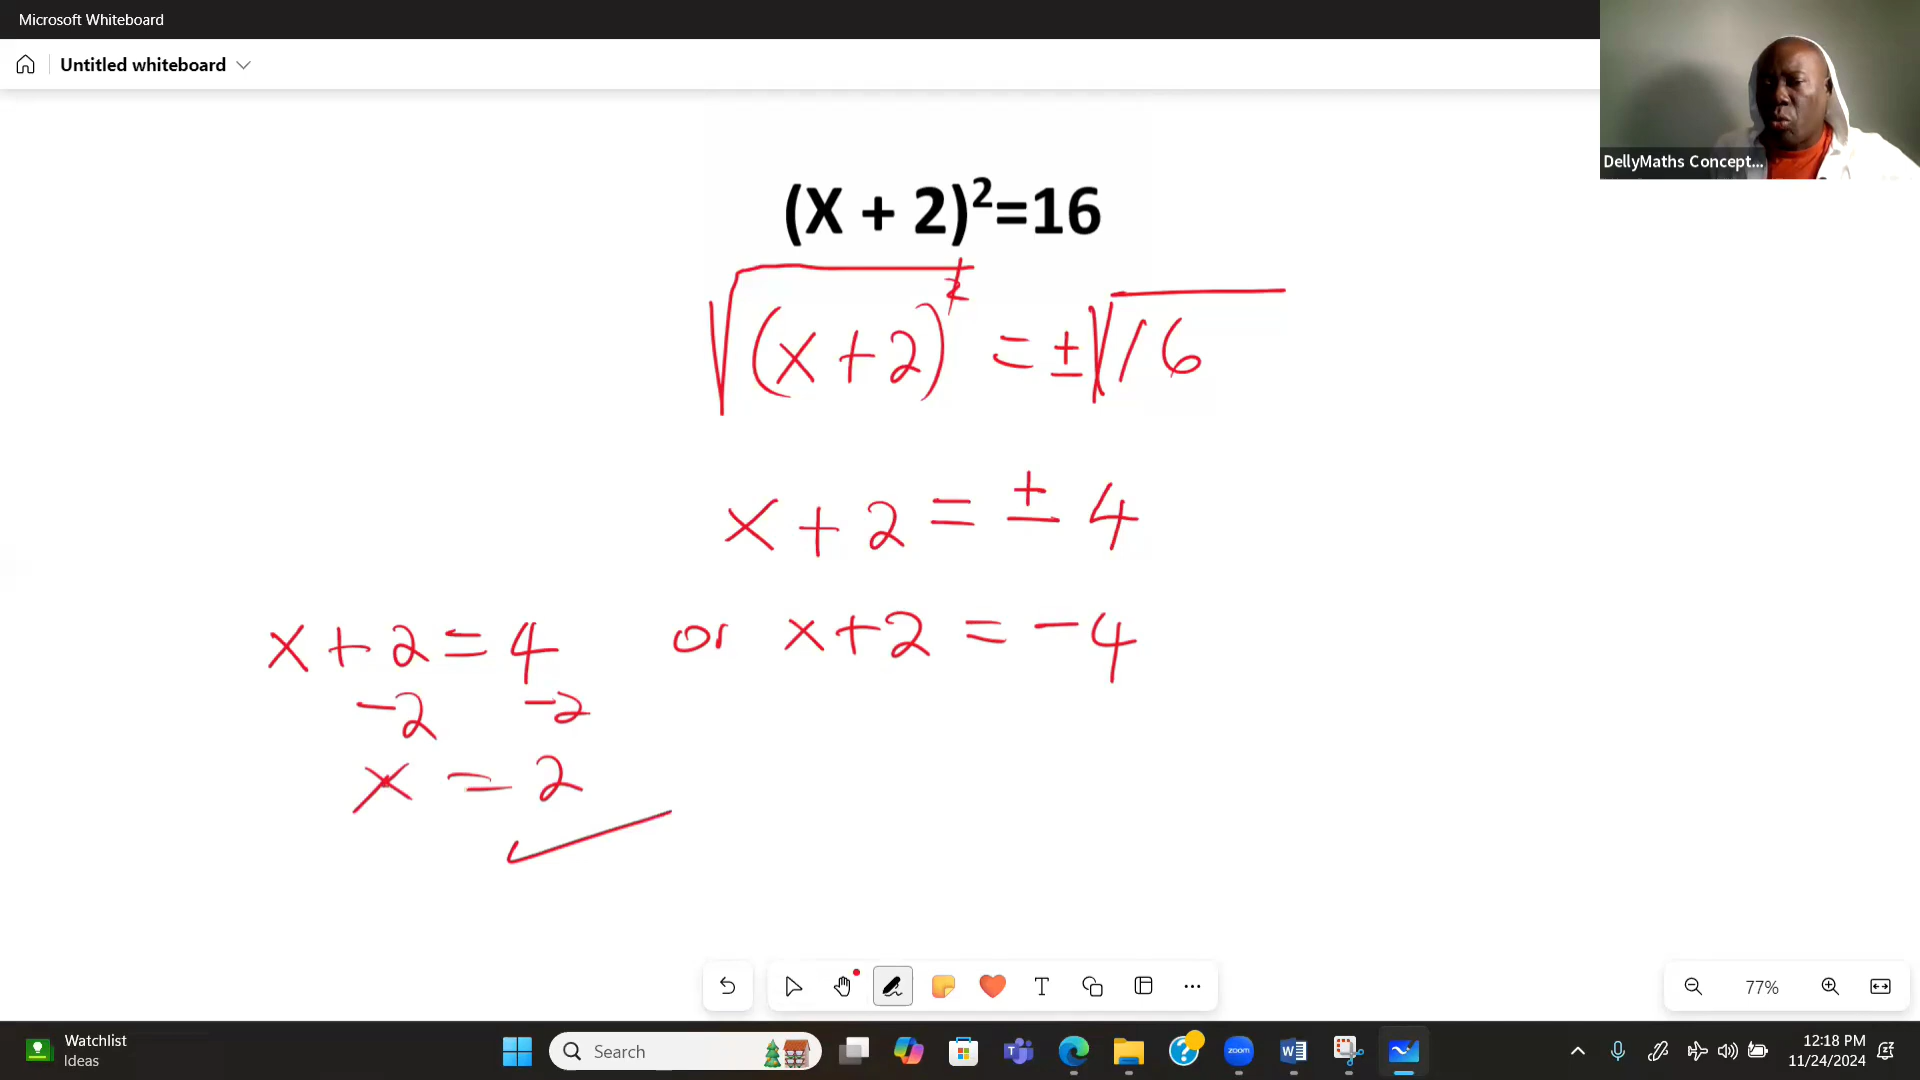 Microsoft Whiteboard
Untitled whiteboard
DellyMaths Concept...
(X + 2)²=16
√(x+2)² = ±√16
x + 2 = ± 4
x + 2 = 4 or x + 2 = -4
-2 -2
x = 2
77%
Watchlist
Ideas
Search
zoom
12:18 PM
11/24/2024